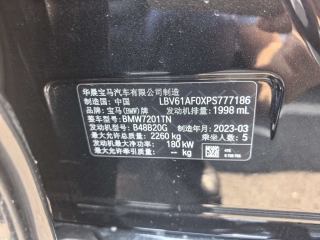 华晨宝马汽车有限公司制造
制造国：中国 LBV61AF0XPS777186
品牌：宝马(BMW)牌 发动机排量：1998 mL
整车型号：BMW7201TN
发动机型号：B48B20G 制造年月：2023-03
最大允许总质量：2260 kg 乘坐人数：5
发动机最大净功率：180 kW
最大允许牵引质量：-- kg